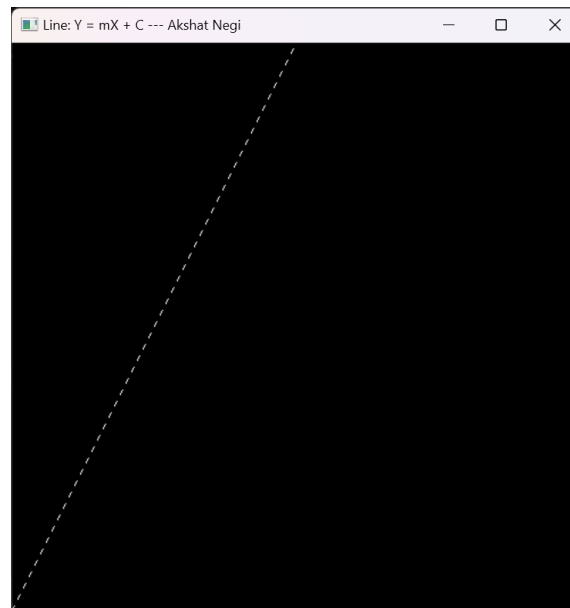 Line: Y = mX + C --- Akshat Negi